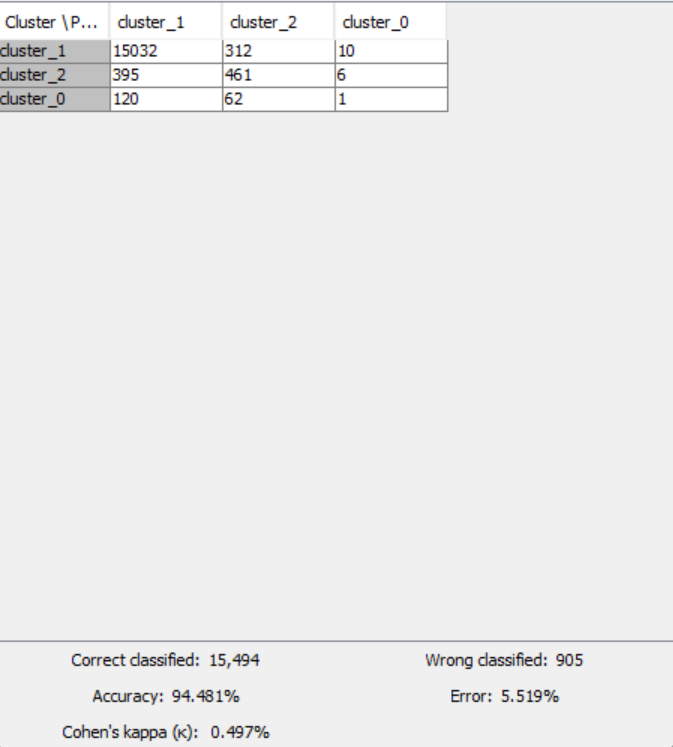 Cluster \P... cluster_1 cluster_2 cluster_0
cluster_1 15032 312 10
cluster_2 395 461 6
cluster_0 120 62 1
Correct classified: 15,494 Wrong classified: 905
Accuracy: 94.481% Error: 5.519%
Cohen's kappa (κ): 0.497%